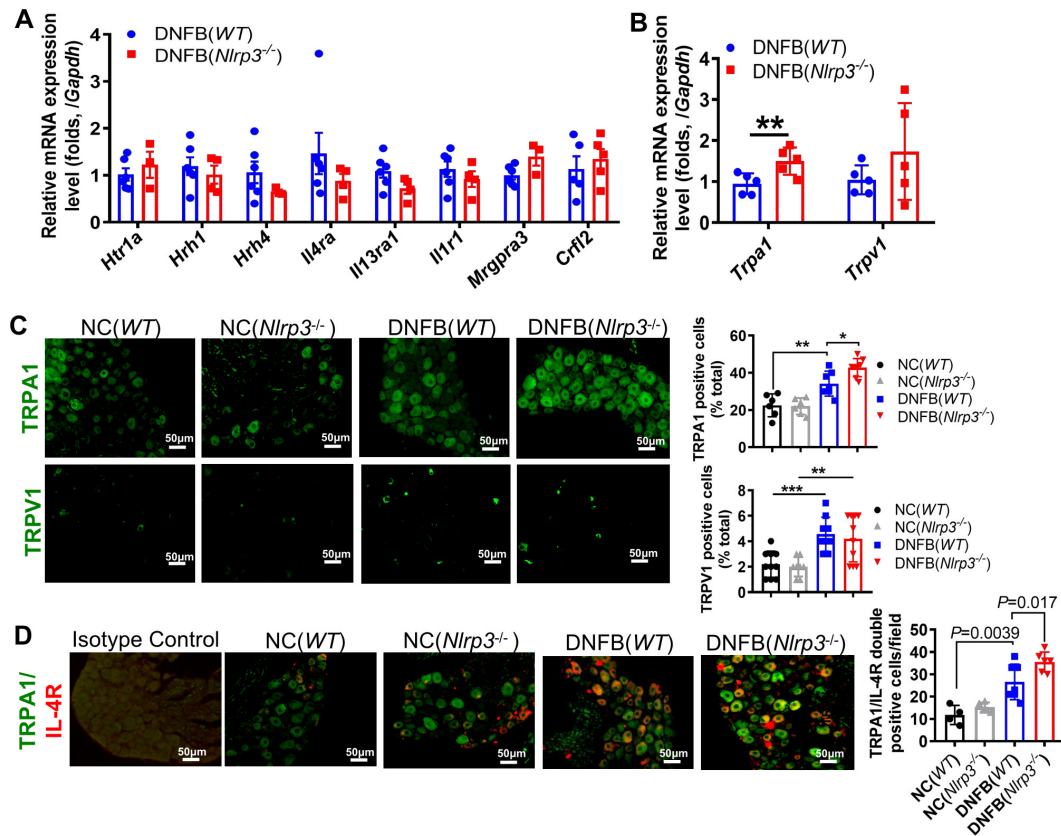 A
DNFB(WT)
DNFB(Nlrp3-/-)
Relative mRNA expression
level (folds, /Gapdh)
4
3
2
1
0
Htr1a
Hrh1
Hrh4
Il4ra
Il13ra1
Il1r1
Mrgpra3
Crfl2
B
DNFB(WT)
DNFB(Nlrp3-/-)
Relative mRNA expression
level (folds, /Gapdh)
4
3
2
1
0
**
Trpa1
Trpv1
C
NC(WT)
NC(Nlrp3-/-)
DNFB(WT)
DNFB(Nlrp3-/-)
TRPA1
50μm
50μm
50μm
50μm
TRPV1
50μm
50μm
50μm
50μm
TRPA1 positive cells
(% total)
60
40
20
0
**
*
NC(WT)
NC(Nlrp3-/-)
DNFB(WT)
DNFB(Nlrp3-/-)
TRPV1 positive cells
(% total)
8
6
4
2
0
**
***
NC(WT)
NC(Nlrp3-/-)
DNFB(WT)
DNFB(Nlrp3-/-)
D
Isotype Control
NC(WT)
NC(Nlrp3-/-)
DNFB(WT)
DNFB(Nlrp3-/-)
TRPA1/
IL-4R
50μm
50μm
50μm
50μm
50μm
TRPA1/IL-4R double
positive cells/field
50
40
30
20
10
0
P=0.017
P=0.0039
NC(WT)
NC(Nlrp3-/-)
DNFB(WT)
DNFB(Nlrp3-/-)